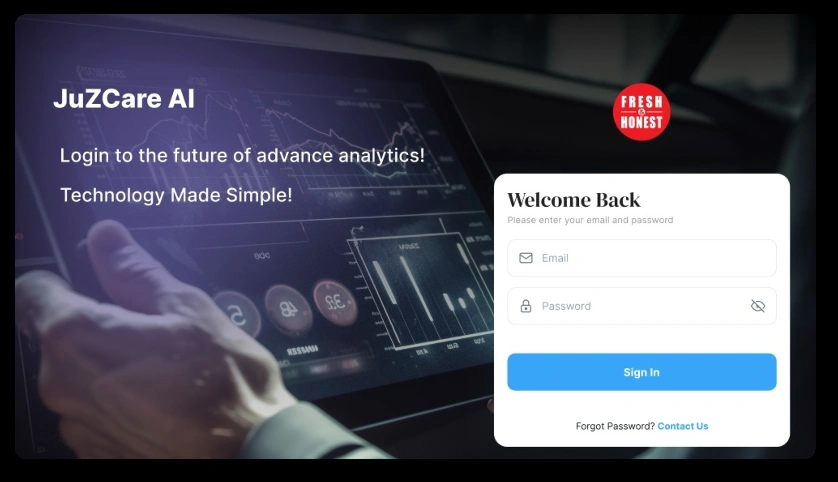 JuZCare AI
Login to the future of advance analytics!
Technology Made Simple!
FRESH
&
HONEST
Welcome Back
Please enter your email and password
Email
Password
Sign In
Forgot Password? Contact Us